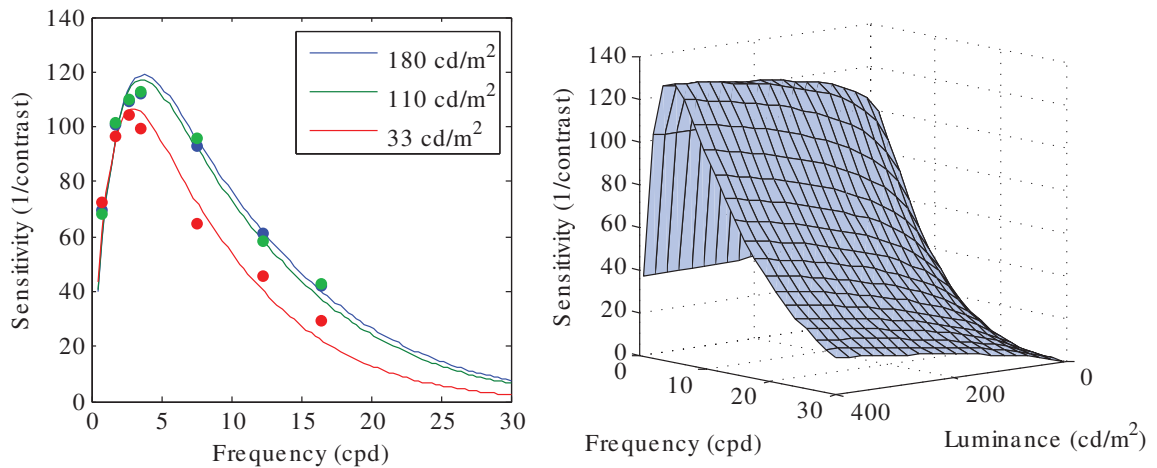 140
120
100
80
60
40
20
0
0 5 10 15 20 25 30
Sensitivity (1/contrast)
Frequency (cpd)
180 cd/m²
110 cd/m²
33 cd/m²
140
120
100
80
60
40
20
0
0 10 20 30
400 200 0
Sensitivity (1/contrast)
Frequency (cpd)
Luminance (cd/m²)